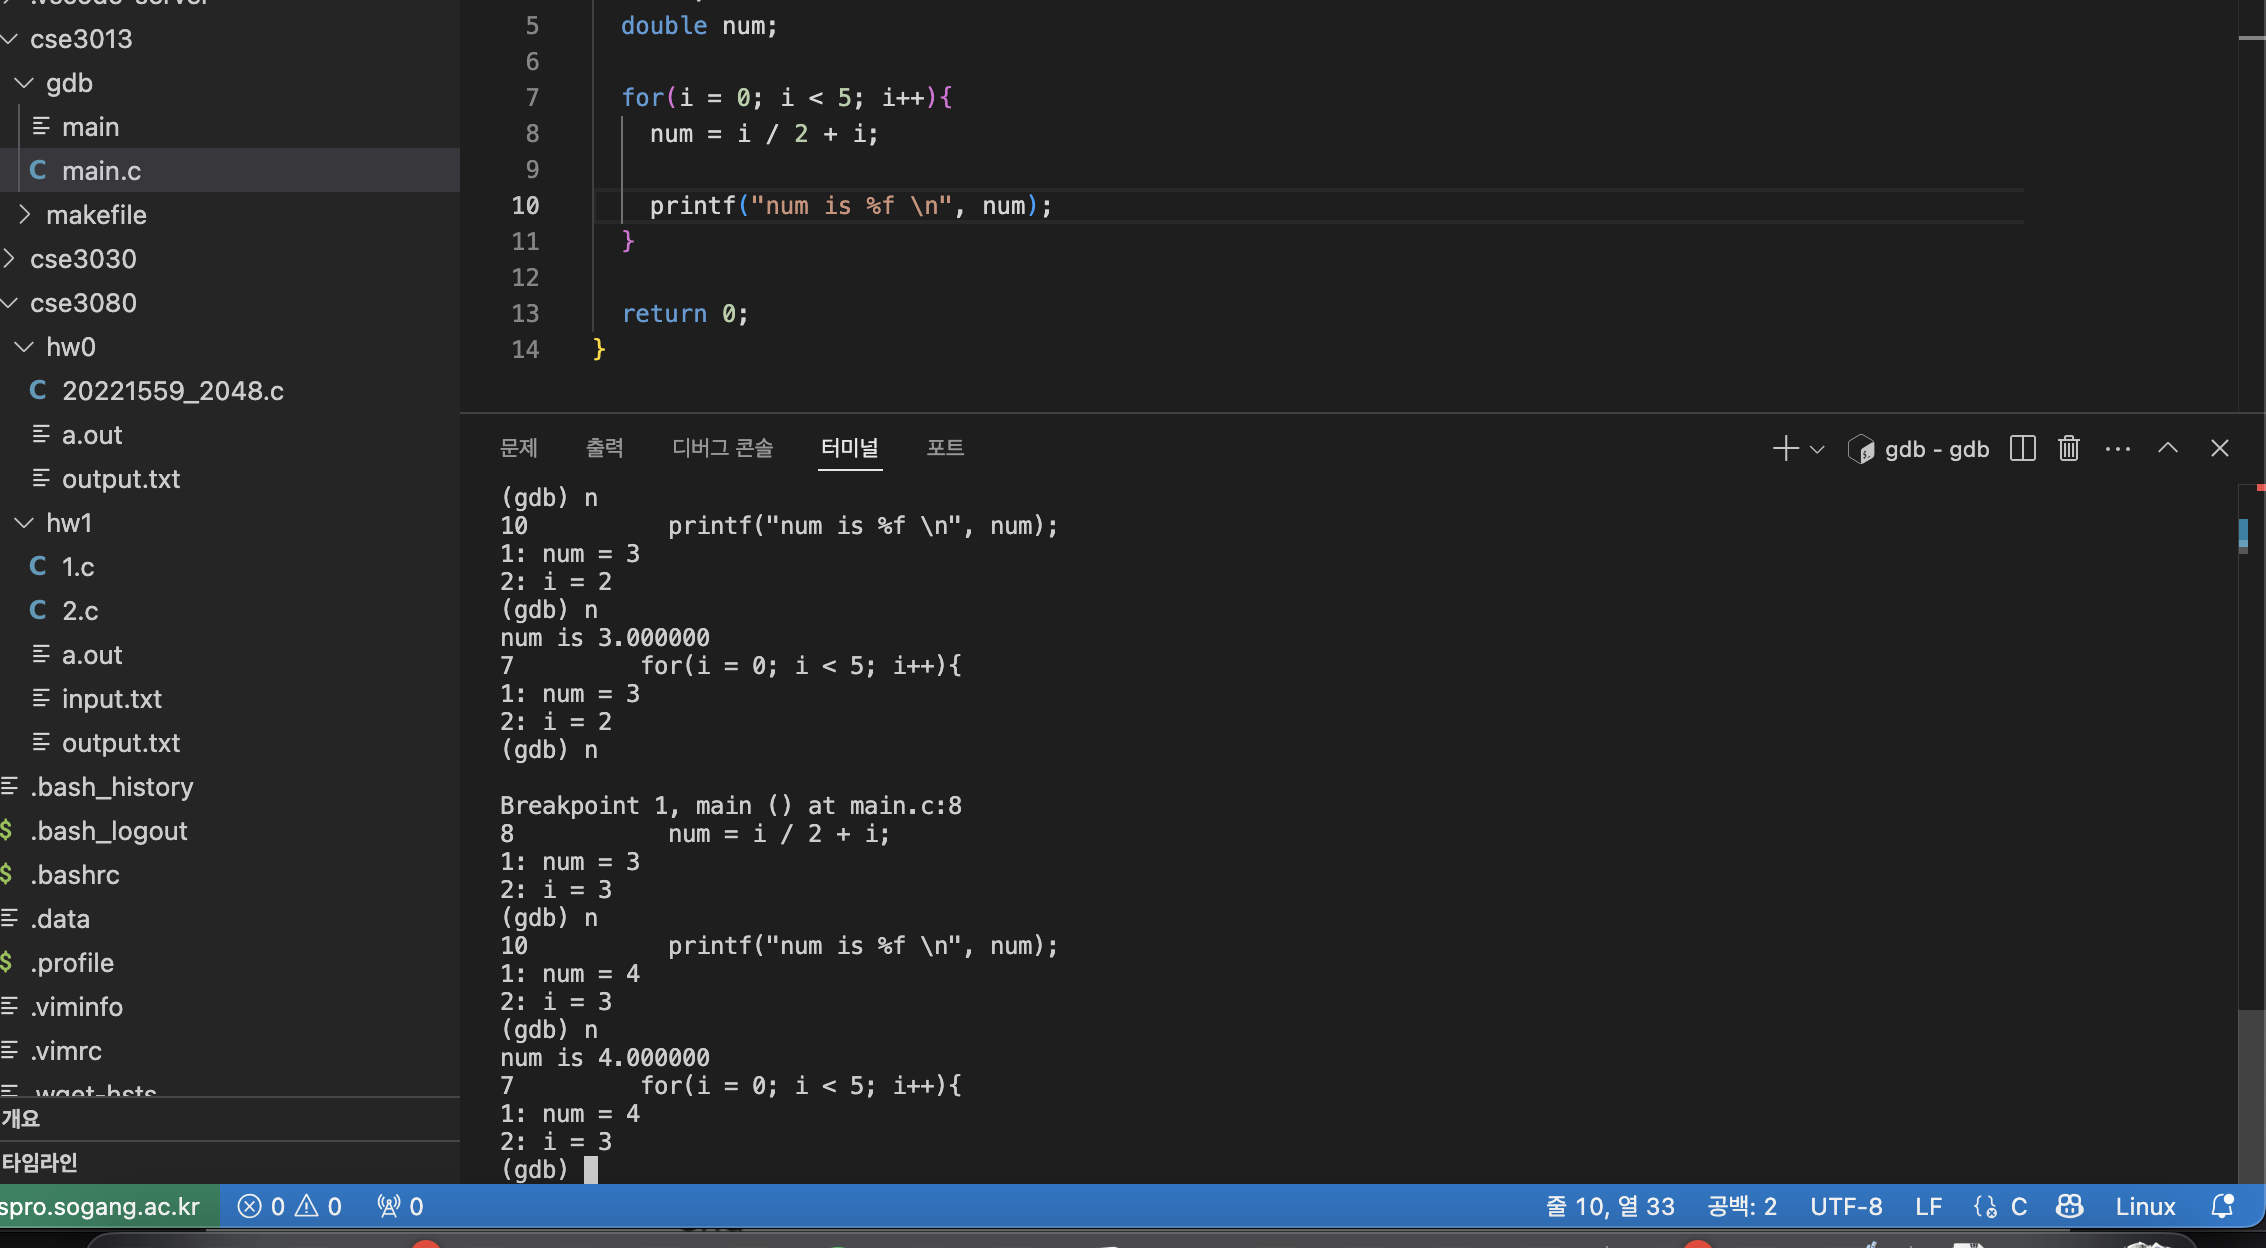 .vscode-server
cse3013
gdb
main
C main.c
makefile
cse3030
cse3080
hw0
C 20221559_2048.c
a.out
output.txt
hw1
C 1.c
C 2.c
a.out
input.txt
output.txt
.bash_history
$ .bash_logout
$ .bashrc
.data
$ .profile
.viminfo
.vimrc
.wget-hsts
개요
타임라인
5 double num;
6
7 for(i = 0; i < 5; i++){
8 num = i / 2 + i;
9
10 printf("num is %f \n", num);
11 }
12
13 return 0;
14 }
문제 출력 디버그 콘솔 터미널 포트 gdb - gdb
(gdb) n
10 printf("num is %f \n", num);
1: num = 3
2: i = 2
(gdb) n
num is 3.000000
7 for(i = 0; i < 5; i++){
1: num = 3
2: i = 2
(gdb) n
Breakpoint 1, main () at main.c:8
8 num = i / 2 + i;
1: num = 3
2: i = 3
(gdb) n
10 printf("num is %f \n", num);
1: num = 4
2: i = 3
(gdb) n
num is 4.000000
7 for(i = 0; i < 5; i++){
1: num = 4
2: i = 3
(gdb)
spro.sogang.ac.kr 0 0 0 줄 10, 열 33 공백: 2 UTF-8 LF C Linux